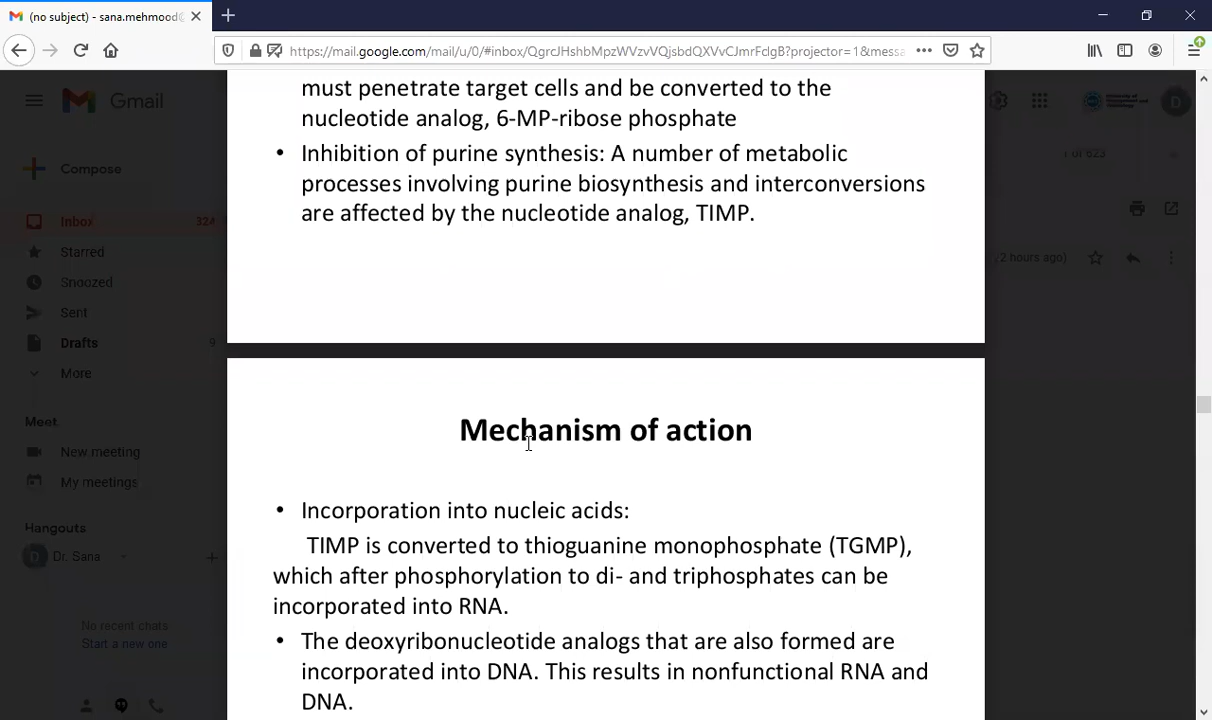 (no subject) - sana.mehmood@
https://mail.google.com/mail/u/0/#inbox/QgrcJHshbMpzWVzvVQjsbdQXVvCJmrFclgB?projector=1&messa
Gmail
Compose
Inbox 324
Starred
Snoozed
Sent
Drafts 9
More
Meet
New meeting
My meetings
Hangouts
Dr. Sana
No recent chats
Start a new one
1 of 623
2 hours ago)
D
D
must penetrate target cells and be converted to the
nucleotide analog, 6-MP-ribose phosphate
• Inhibition of purine synthesis: A number of metabolic
processes involving purine biosynthesis and interconversions
are affected by the nucleotide analog, TIMP.
Mechanism of action
• Incorporation into nucleic acids:
TIMP is converted to thioguanine monophosphate (TGMP),
which after phosphorylation to di- and triphosphates can be
incorporated into RNA.
• The deoxyribonucleotide analogs that are also formed are
incorporated into DNA. This results in nonfunctional RNA and
DNA.